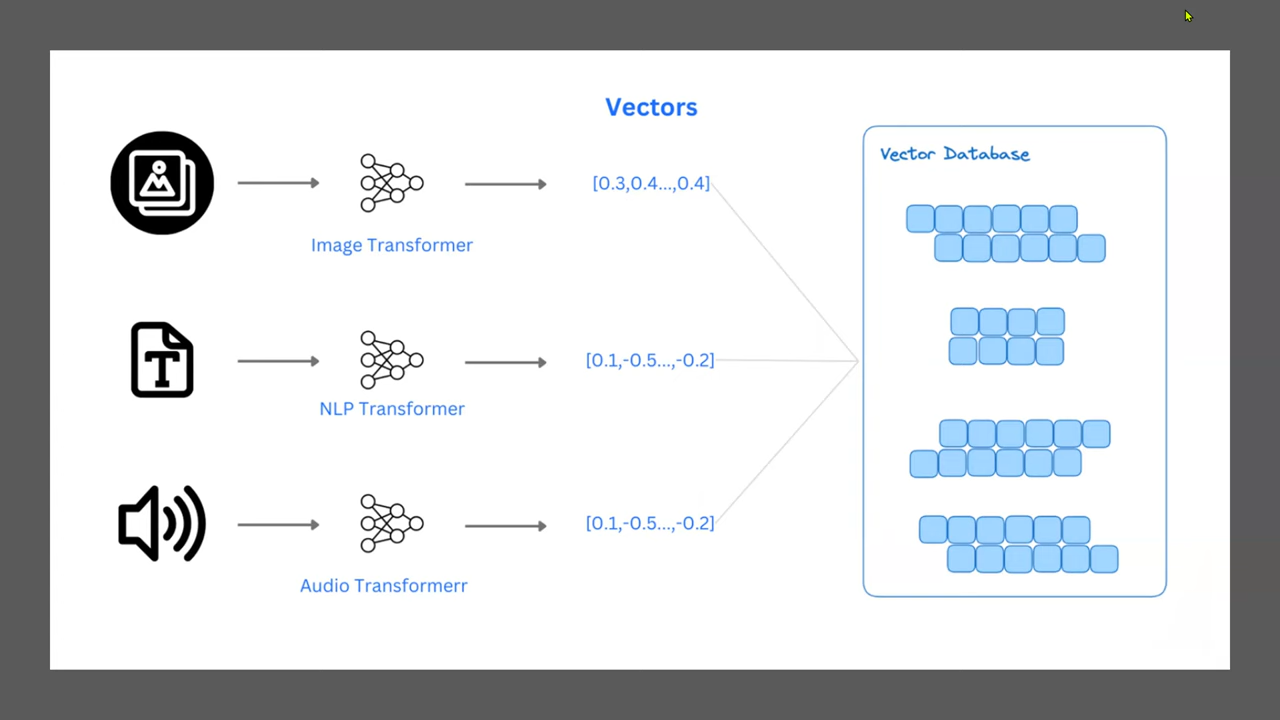 Vectors
Vector Database
[0.3,0.4...,0.4]
Image Transformer
T
[0.1,-0.5...,-0.2]
NLP Transformer
[0.1,-0.5...,-0.2]
Audio Transformerr